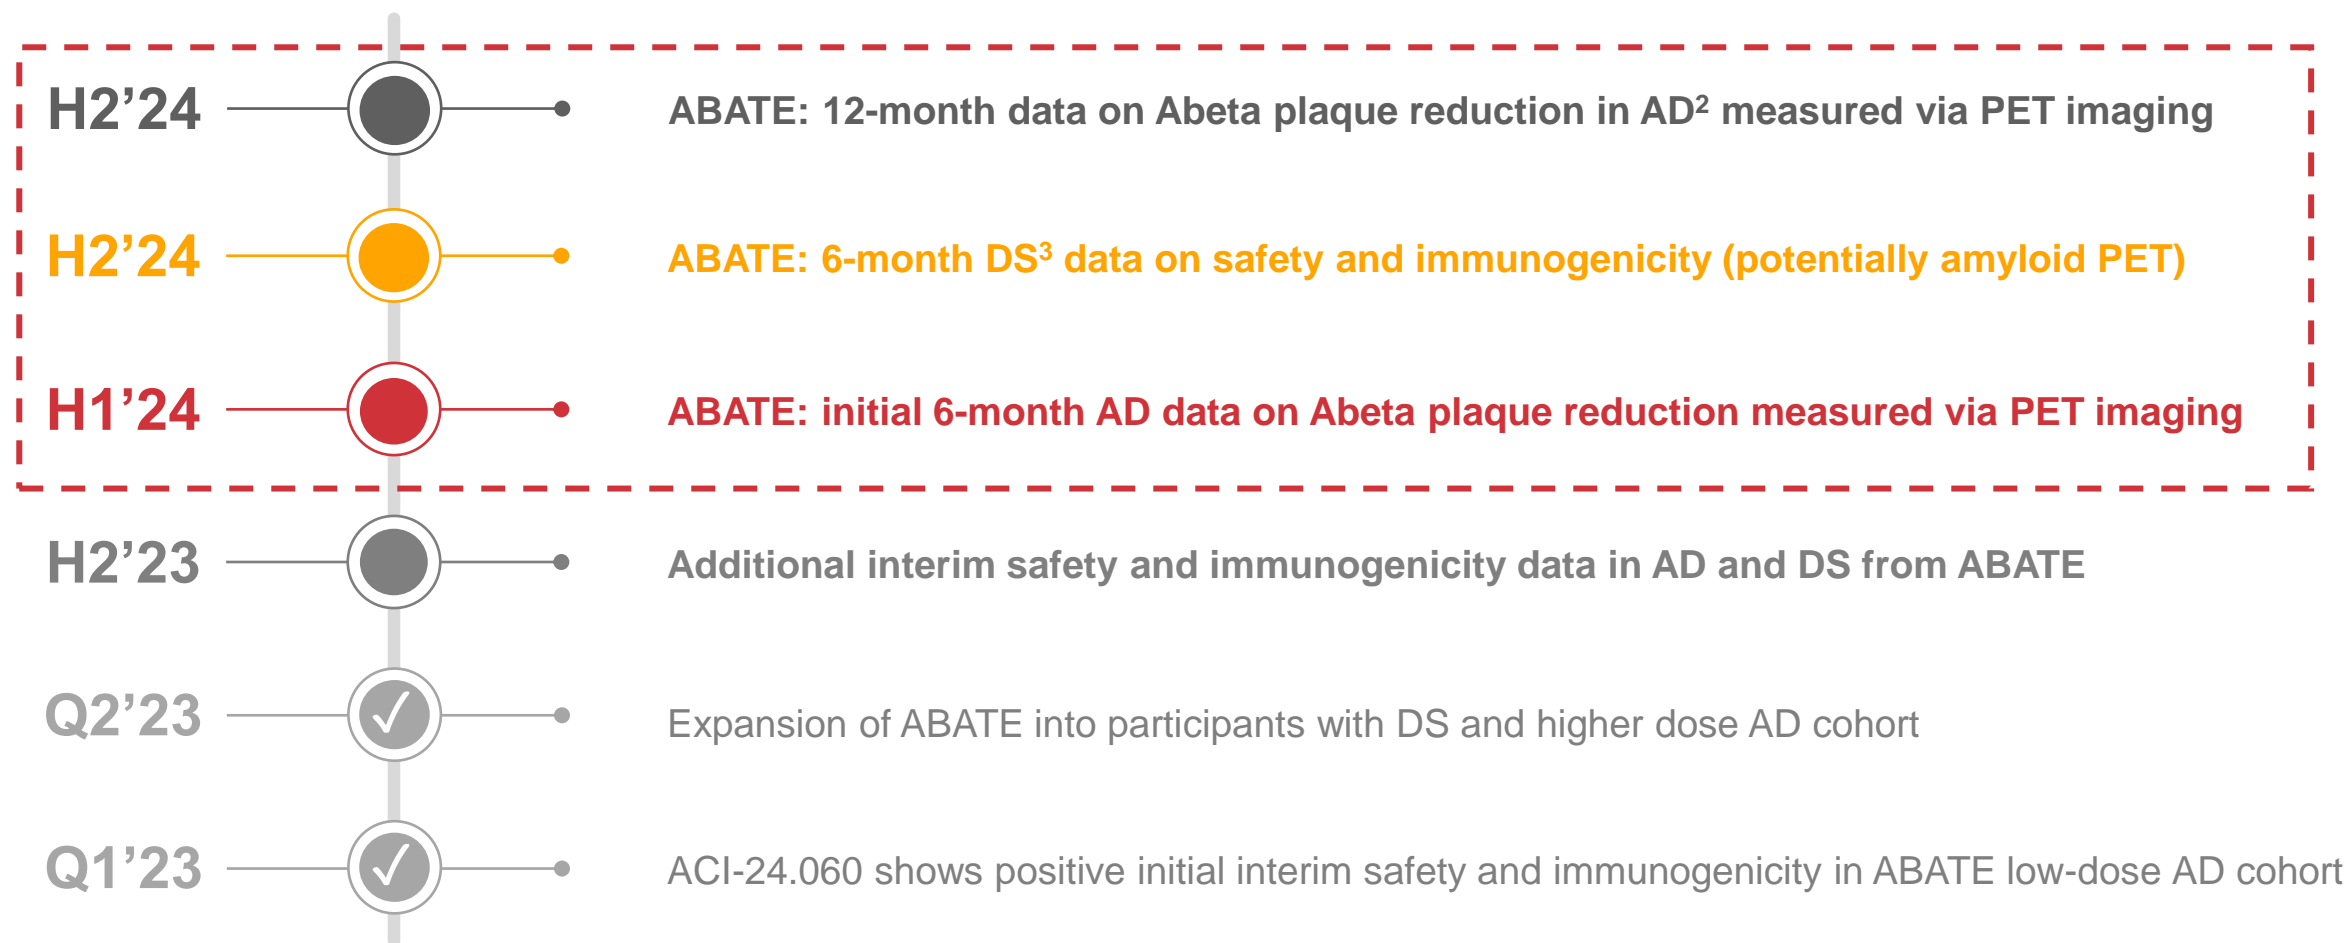 H2’24 ABATE: 12-month data on Abeta plaque reduction in AD² measured via PET imaging
H2’24 ABATE: 6-month DS³ data on safety and immunogenicity (potentially amyloid PET)
H1’24 ABATE: initial 6-month AD data on Abeta plaque reduction measured via PET imaging
H2’23 Additional interim safety and immunogenicity data in AD and DS from ABATE
Q2’23 Expansion of ABATE into participants with DS and higher dose AD cohort
Q1’23 ACI-24.060 shows positive initial interim safety and immunogenicity in ABATE low-dose AD cohort